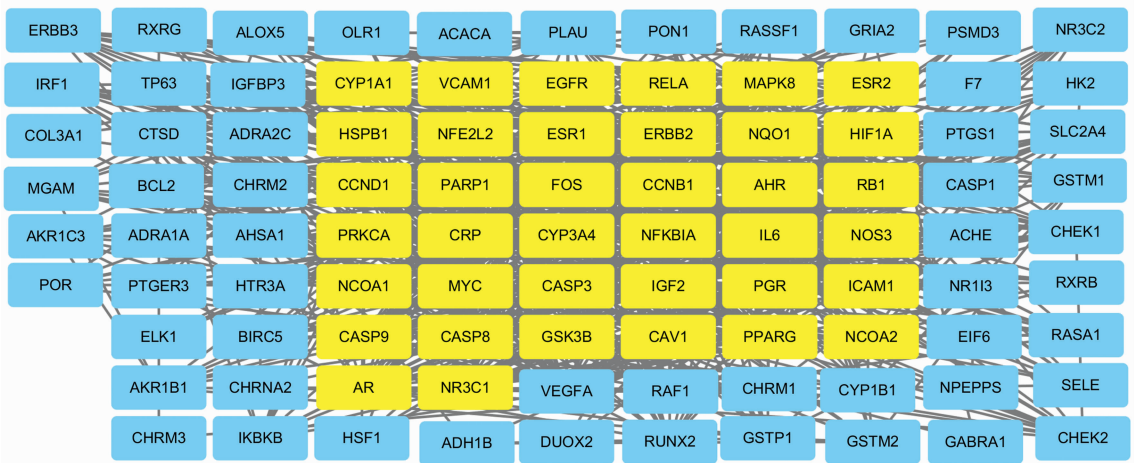 ERBB3 RXRG ALOX5 OLR1 ACACA PLAU PON1 RASSF1 GRIA2 PSMD3 NR3C2
IRF1 TP63 IGFBP3 CYP1A1 VCAM1 EGFR RELA MAPK8 ESR2 F7 HK2
COL3A1 CTSD ADRA2C HSPB1 NFE2L2 ESR1 ERBB2 NQO1 HIF1A PTGS1 SLC2A4
MGAM BCL2 CHRM2 CCND1 PARP1 FOS CCNB1 AHR RB1 CASP1 GSTM1
AKR1C3 ADRA1A AHSA1 PRKCA CRP CYP3A4 NFKBIA IL6 NOS3 ACHE CHEK1
POR PTGER3 HTR3A NCOA1 MYC CASP3 IGF2 PGR ICAM1 NR1I3 RXRB
ELK1 BIRC5 CASP9 CASP8 GSK3B CAV1 PPARG NCOA2 EIF6 RASA1
AKR1B1 CHRNA2 AR NR3C1 VEGFA RAF1 CHRM1 CYP1B1 NPEPPS SELE
CHRM3 IKBKB HSF1 ADH1B DUOX2 RUNX2 GSTP1 GSTM2 GABRA1 CHEK2